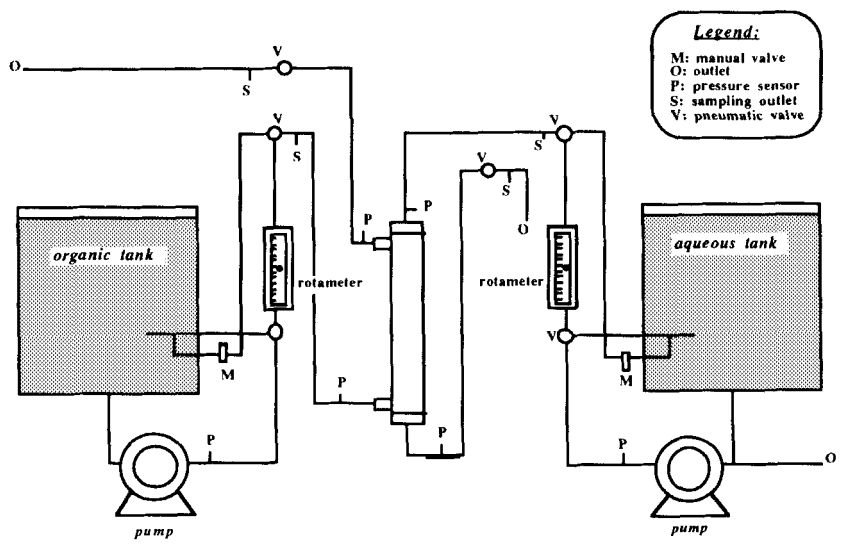 Legend:
M: manual valve
O: outlet
P: pressure sensor
S: sampling outlet
V: pneumatic valve
O
S
V
V
S
P
P
V
S
O
S
V
organic tank
rotameter
rotameter
aqueous tank
M
V
M
P
P
P
P
O
pump
pump